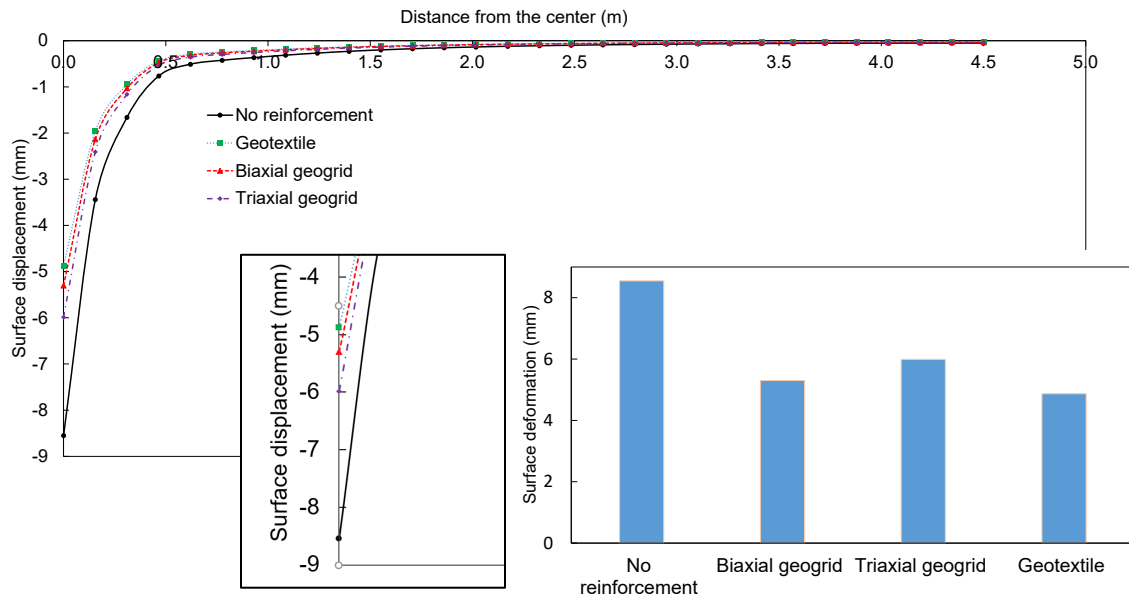 Distance from the center (m)
0
0.0
0.5
1.0
1.5
2.0
2.5
3.0
3.5
4.0
4.5
5.0
-1
-2
-3
-4
-5
-6
-7
-8
-9
Surface displacement (mm)
No reinforcement
Geotextile
Biaxial geogrid
Triaxial geogrid
Surface displacement (mm)
-4
-5
-6
-7
-8
-9
Surface deformation (mm)
8
6
4
2
0
No
reinforcement
Biaxial geogrid
Triaxial geogrid
Geotextile